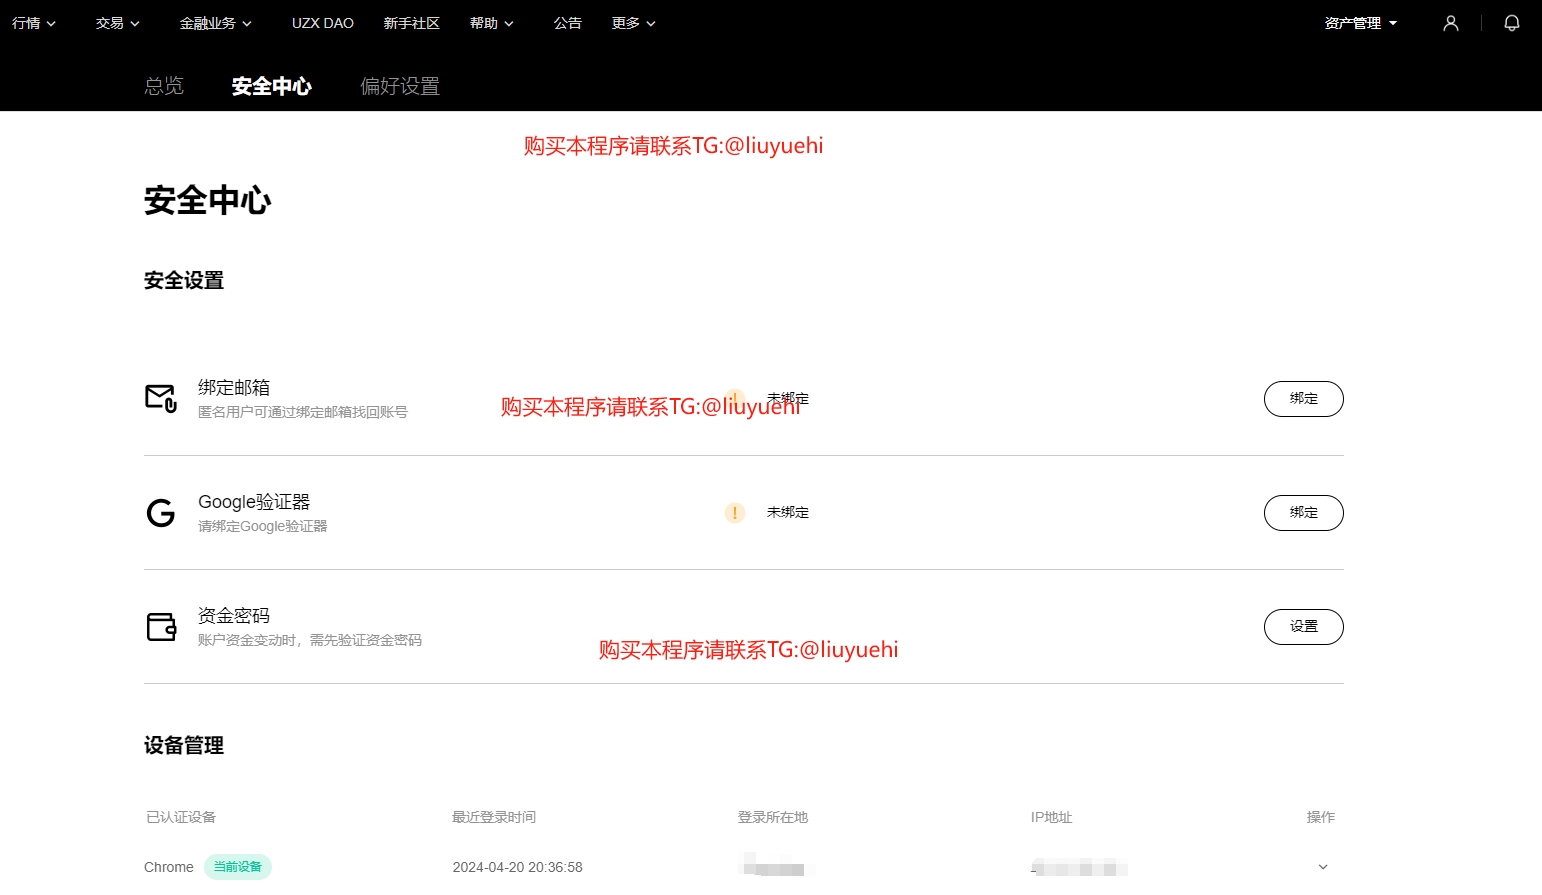 行情 交易 金融业务 UZX DAO 新手社区 帮助 公告 更多 资产管理
总览 安全中心 偏好设置
购买本程序请联系TG:@liuyuehi
安全中心
安全设置
绑定邮箱
匿名用户可通过绑定邮箱找回账号
购买本程序请联系TG:@liuyuehi
未绑定
绑定
Google验证器
请绑定Google验证器
未绑定
绑定
资金密码
账户资金变动时，需先验证资金密码
购买本程序请联系TG:@liuyuehi
设置
设备管理
已认证设备 最近登录时间 登录所在地 IP地址 操作
Chrome 当前设备 2024-04-20 20:36:58